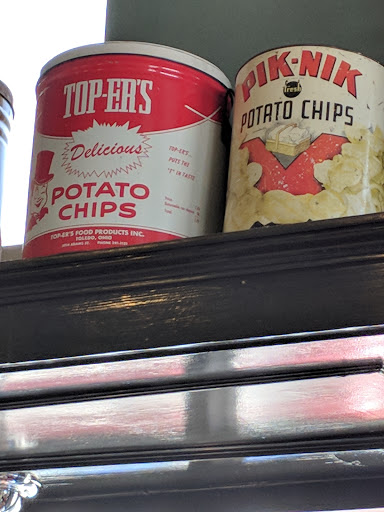 TOP-ER'S
Delicious
TOP-ER'S
PUTS THE
"T" IN TASTE
POTATO
CHIPS
TOP-ER'S FOOD PRODUCTS INC.
TOLEDO, OHIO
PIK-NIK
fresh
POTATO CHIPS